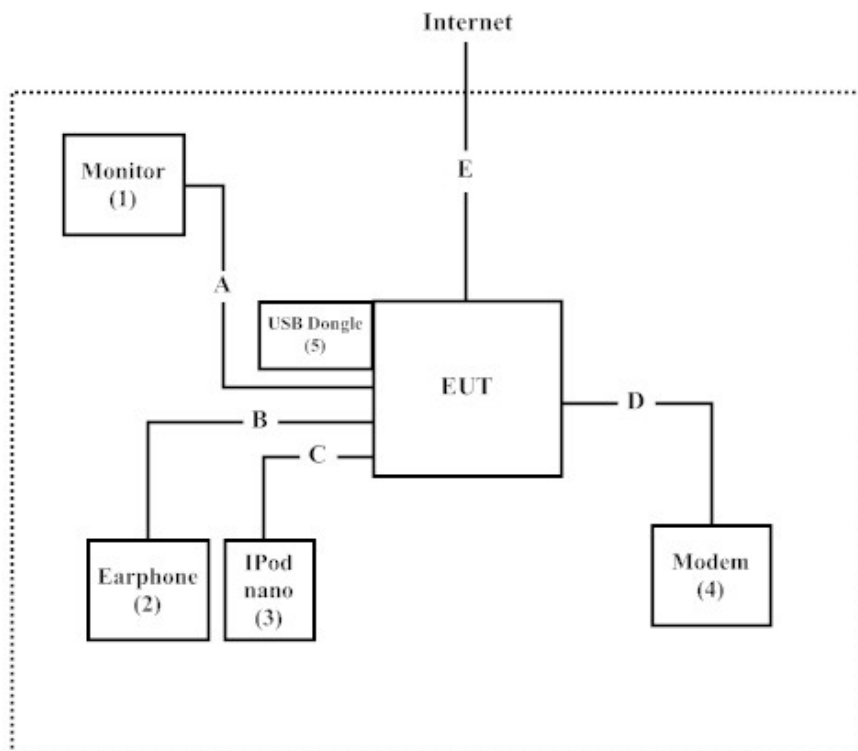 Internet
E
Monitor
(1)
A
USB Dongle
(5)
EUT
D
B
C
Earphone
(2)
IPod
nano
(3)
Modem
(4)